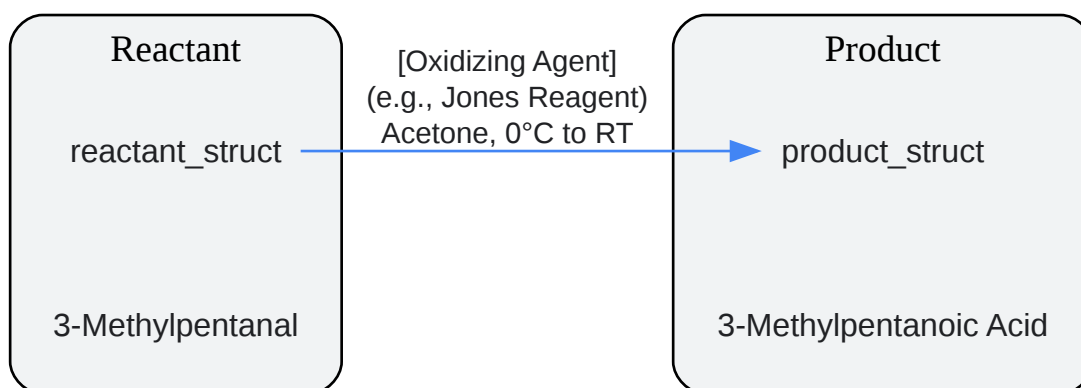 Reactant
reactant_struct
3-Methylpentanal
[Oxidizing Agent]
(e.g., Jones Reagent)
Acetone, 0°C to RT
Product
product_struct
3-Methylpentanoic Acid